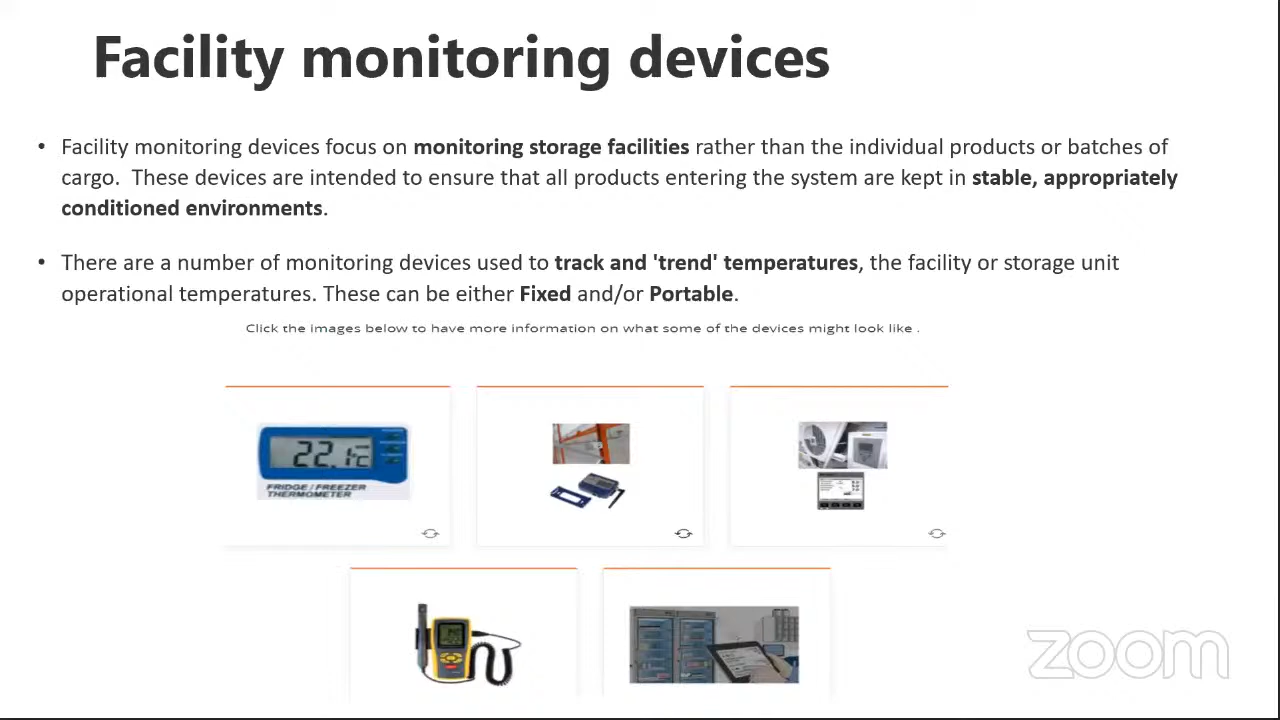 Facility monitoring devices
• Facility monitoring devices focus on monitoring storage facilities rather than the individual products or batches of
cargo. These devices are intended to ensure that all products entering the system are kept in stable, appropriately
conditioned environments.
• There are a number of monitoring devices used to track and 'trend' temperatures, the facility or storage unit
operational temperatures. These can be either Fixed and/or Portable.
Click the images below to have more information on what some of the devices might look like .
22.1°C
FRIDGE / FREEZER
THERMOMETER
zoom